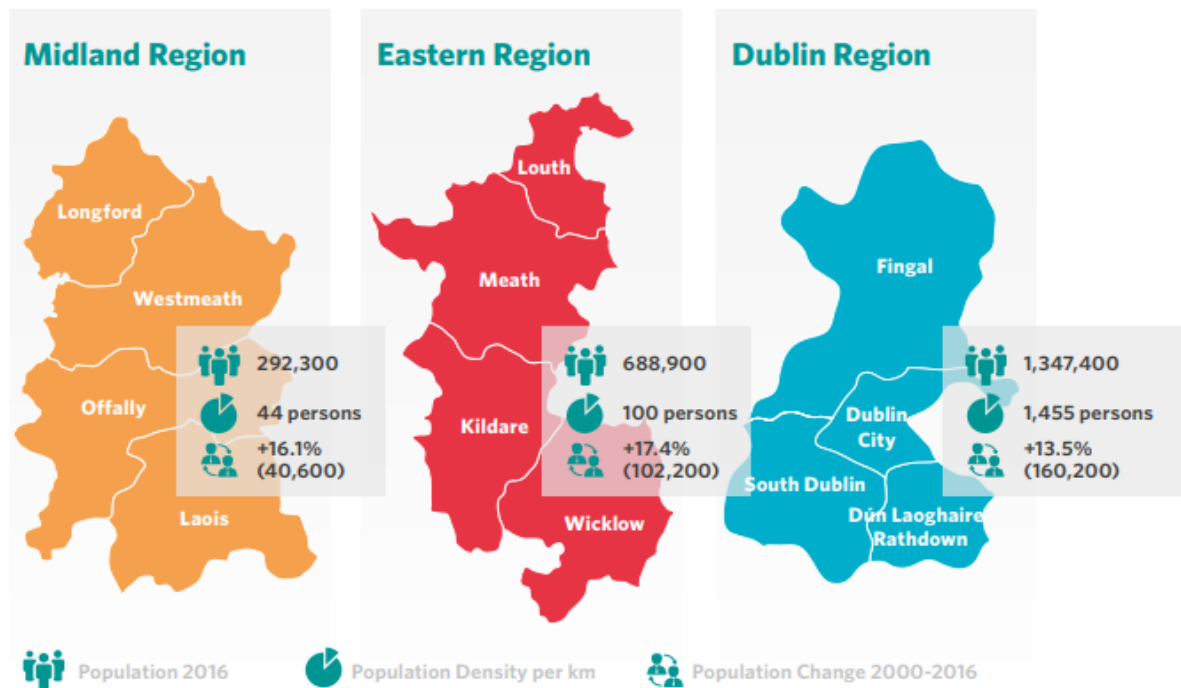 Midland Region
Longford
Westmeath
Offally
Laois
292,300
44 persons
+16.1%
(40,600)
Eastern Region
Louth
Meath
Kildare
Wicklow
688,900
100 persons
+17.4%
(102,200)
Dublin Region
Fingal
Dublin
City
South Dublin
Dún Laoghaire
Rathdown
1,347,400
1,455 persons
+13.5%
(160,200)
Population 2016
Population Density per km
Population Change 2000-2016